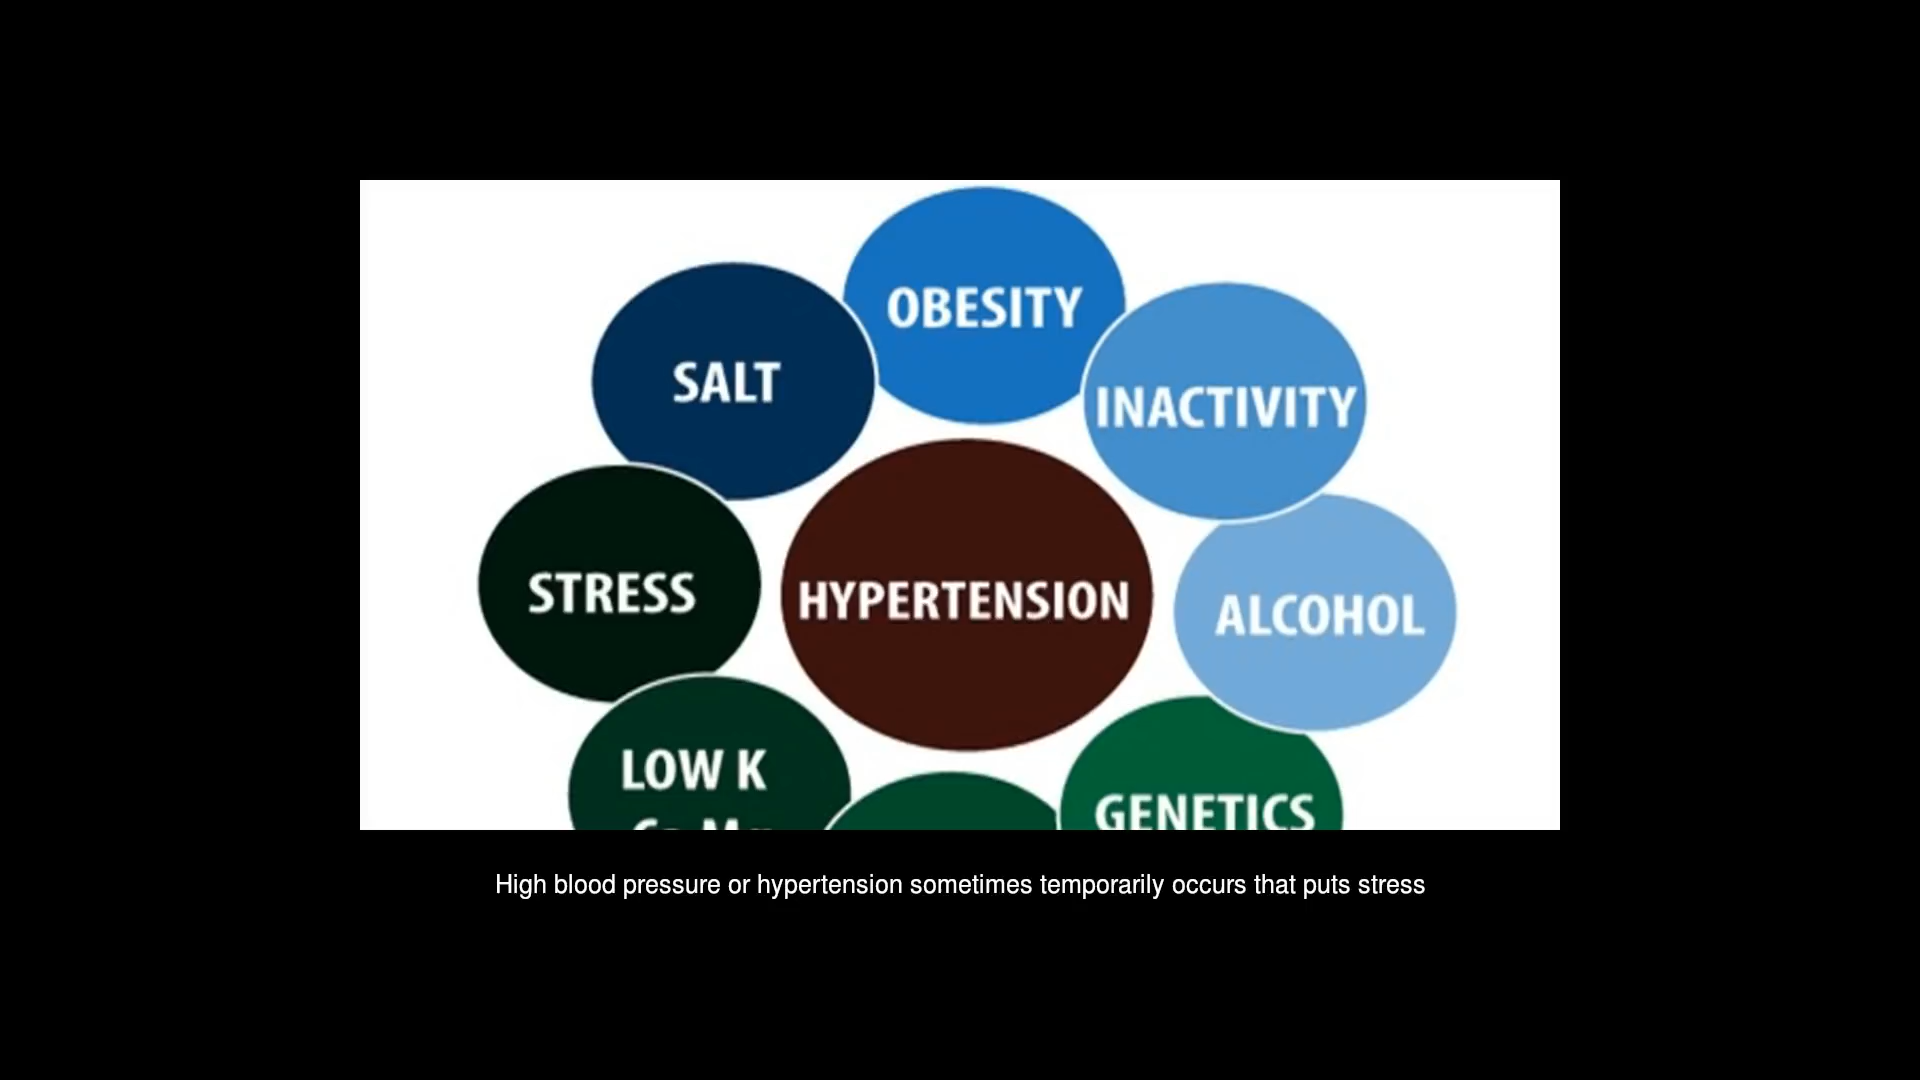 OBESITY
SALT
INACTIVITY
STRESS
HYPERTENSION
ALCOHOL
LOW K
GENETICS
High blood pressure or hypertension sometimes temporarily occurs that puts stress